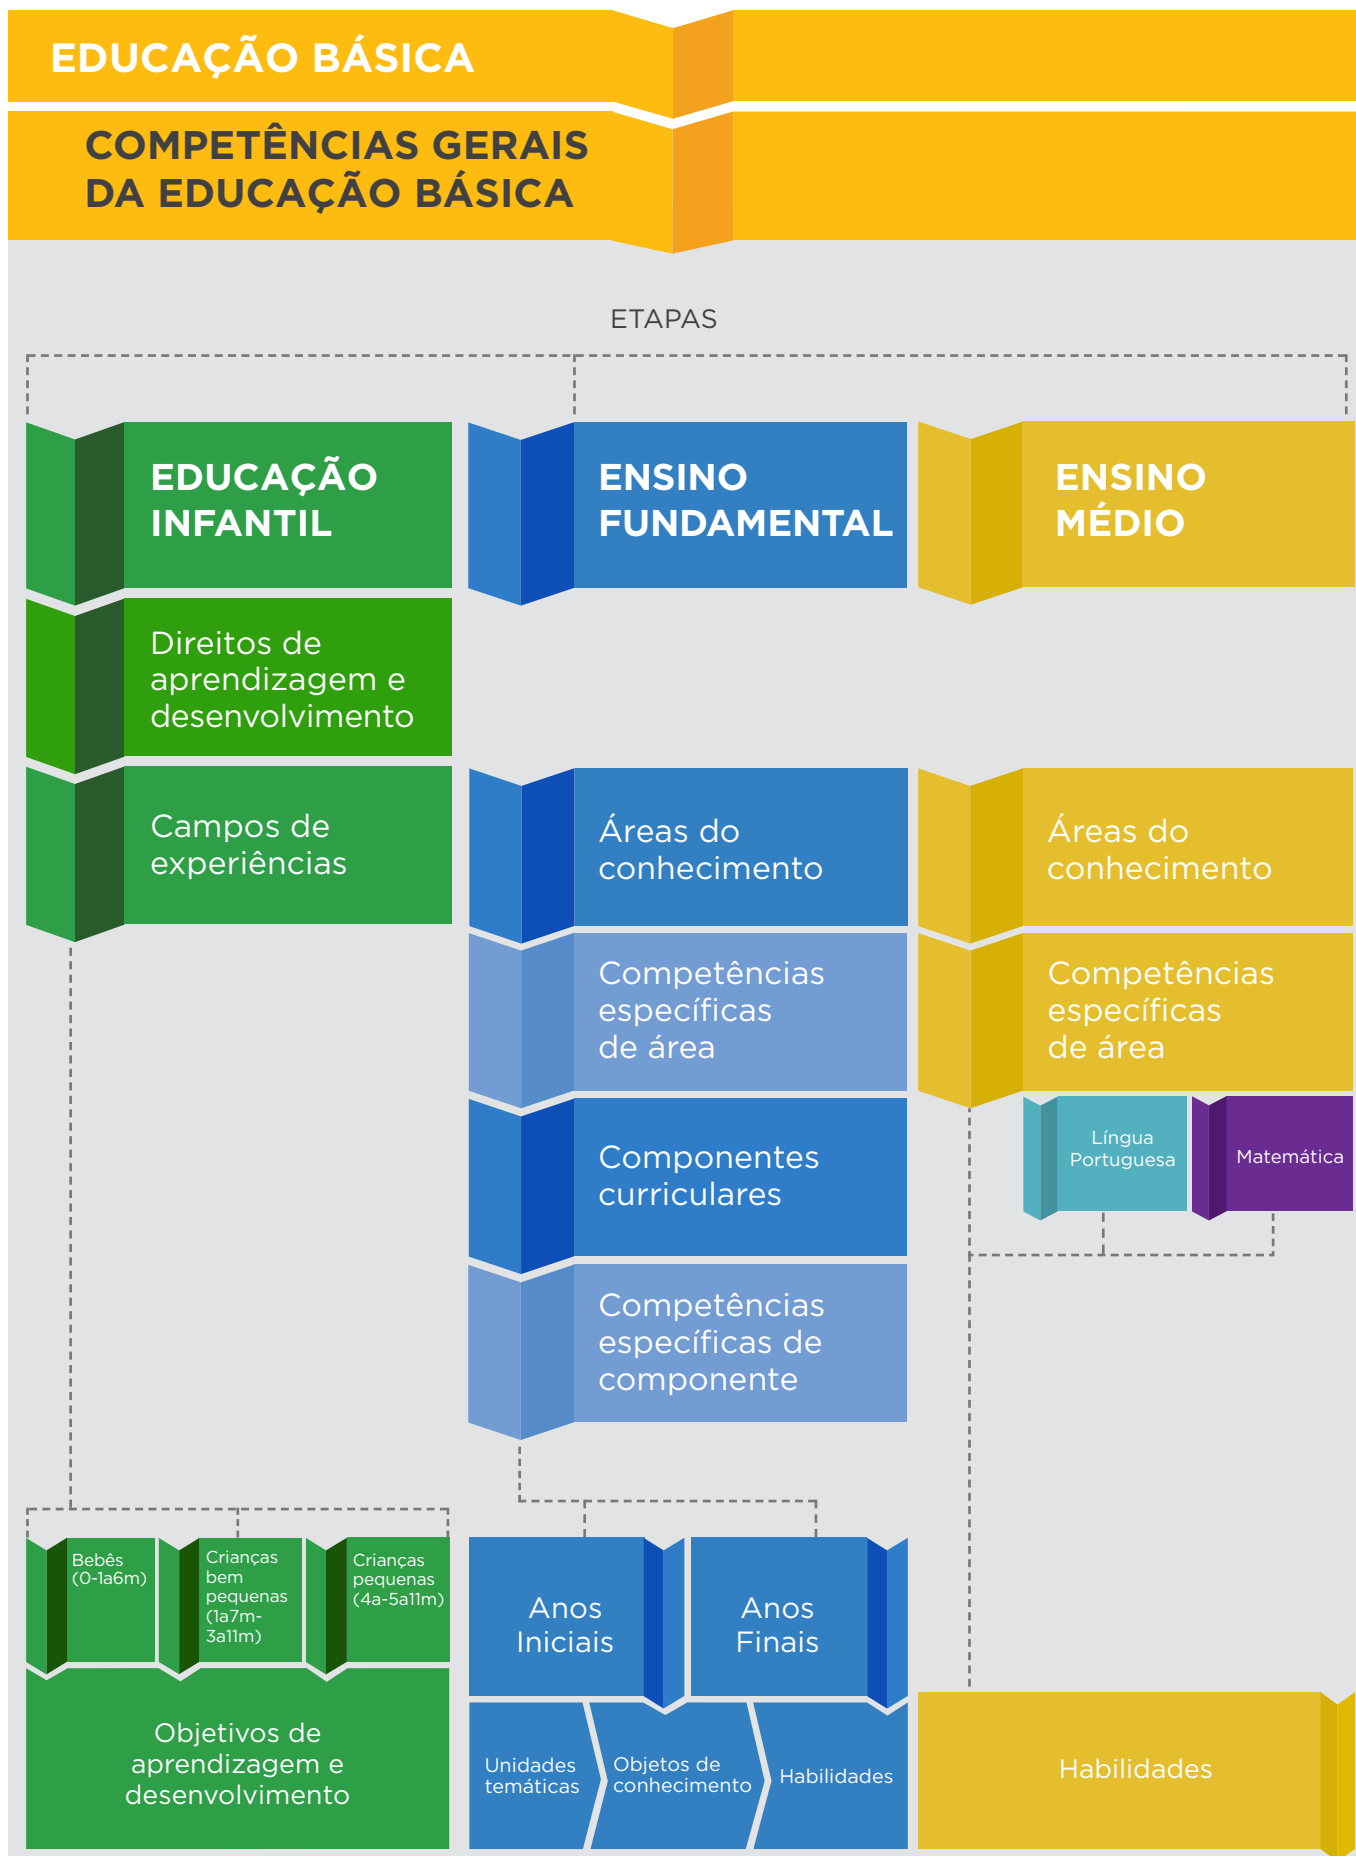 EDUCAÇÃO BÁSICA
COMPETÊNCIAS GERAIS
DA EDUCAÇÃO BÁSICA
ETAPAS
EDUCAÇÃO
INFANTIL
Direitos de
aprendizagem e
desenvolvimento
Campos de
experiências
Bebês
(0-1a6m)
Crianças
bem
pequenas
(1a7m-
3a11m)
Crianças
pequenas
(4a-5a11m)
Objetivos de
aprendizagem e
desenvolvimento
ENSINO
FUNDAMENTAL
Áreas do
conhecimento
Competências
específicas
de área
Componentes
curriculares
Competências
específicas de
componente
Anos
Iniciais
Anos
Finais
Unidades
temáticas
Objetos de
conhecimento
Habilidades
ENSINO
MÉDIO
Áreas do
conhecimento
Competências
específicas
de área
Língua
Portuguesa
Matemática
Habilidades